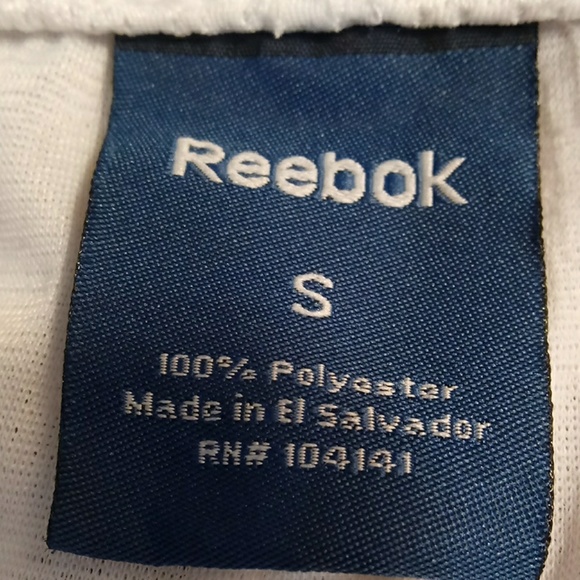 Reebok
S
100% Polyester
Made in El Salvador
RN# 104141